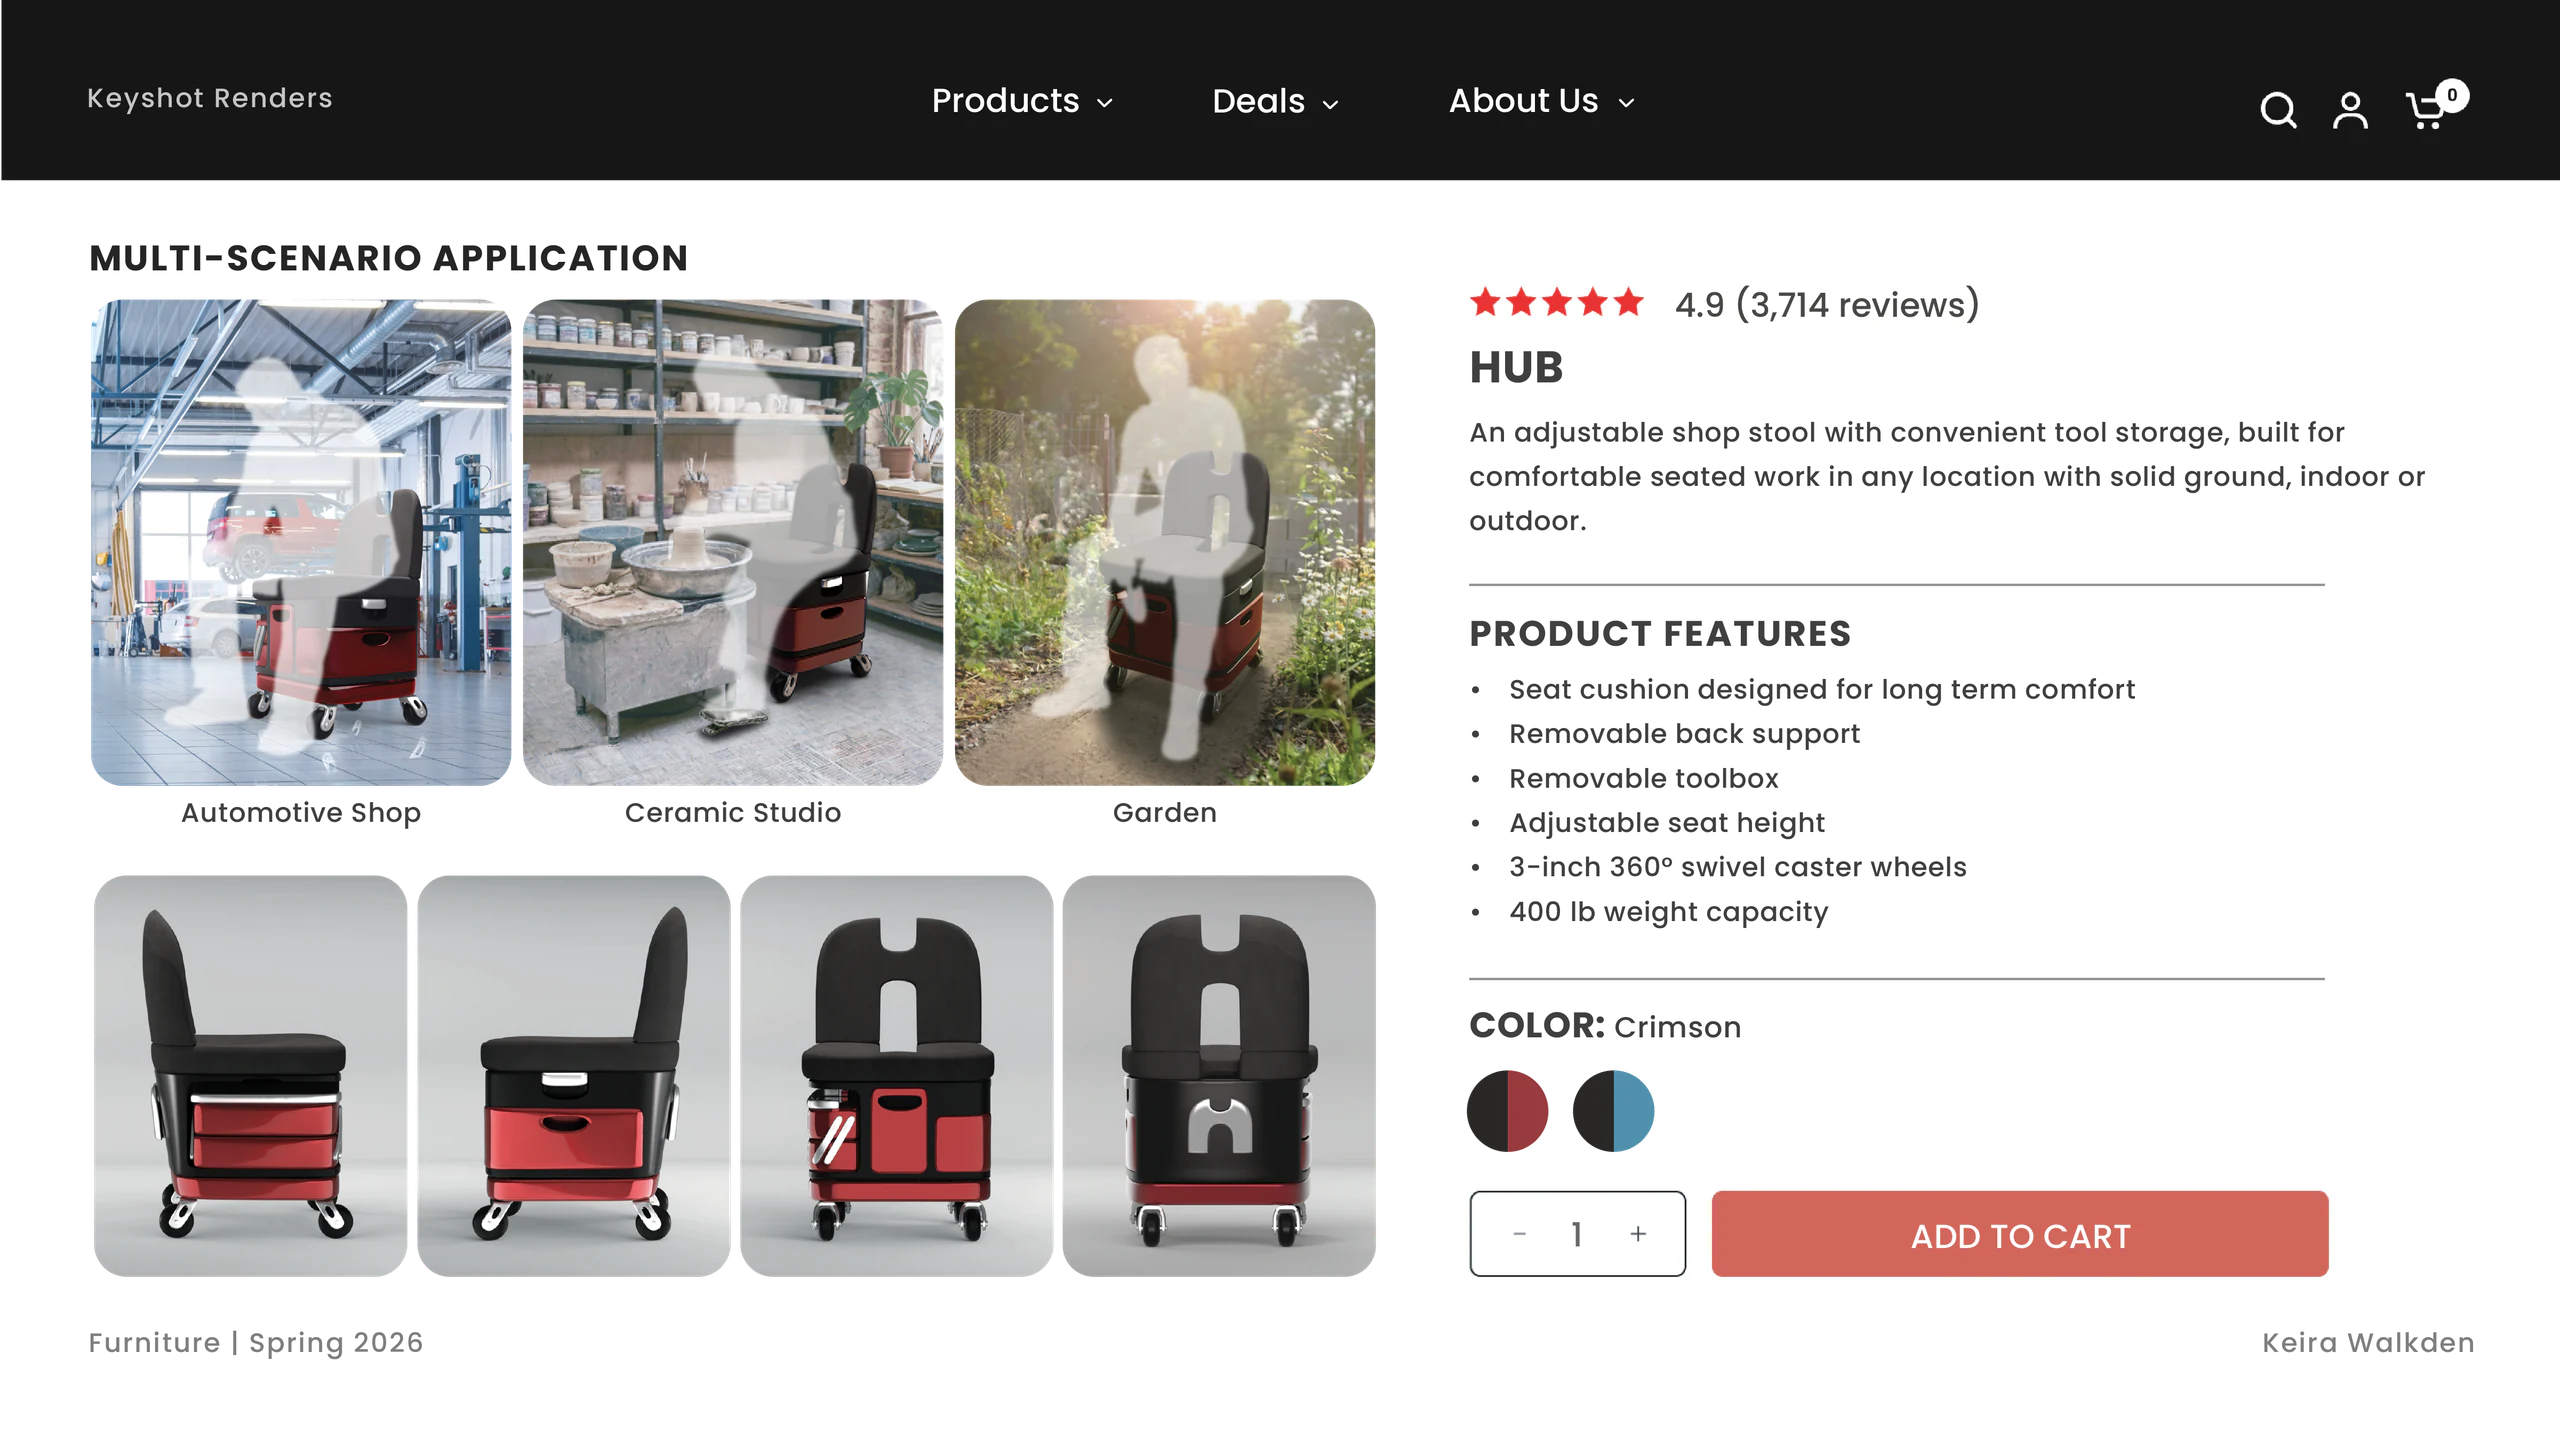 Keyshot Renders
Products
Deals
About Us
0
MULTI-SCENARIO APPLICATION
Automotive Shop
Ceramic Studio
Garden
4.9 (3,714 reviews)
HUB
An adjustable shop stool with convenient tool storage, built for
comfortable seated work in any location with solid ground, indoor or
outdoor.
PRODUCT FEATURES
• Seat cushion designed for long term comfort
• Removable back support
• Removable toolbox
• Adjustable seat height
• 3-inch 360° swivel caster wheels
• 400 lb weight capacity
COLOR: Crimson
− 1 +
ADD TO CART
Furniture | Spring 2026
Keira Walkden